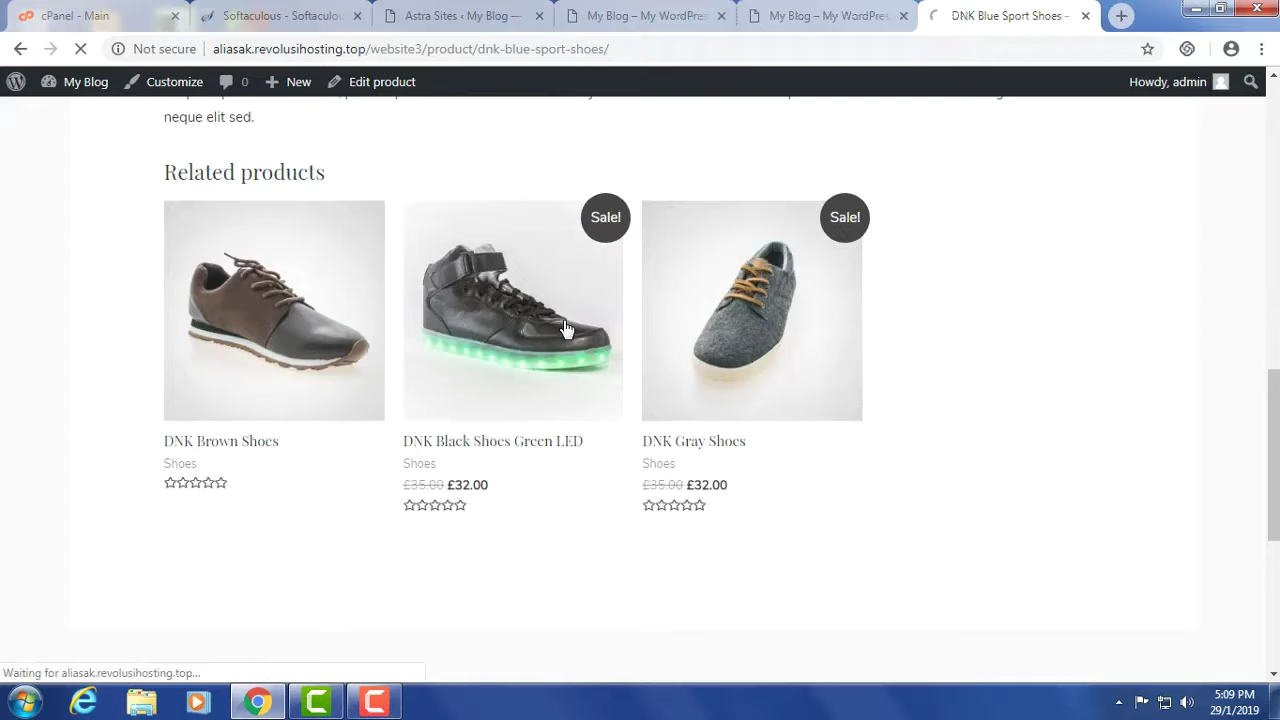 cPanel - Main
Softaculous - Softaculou
Astra Sites ‹ My Blog —
My Blog – My WordPres
My Blog – My WordPres
DNK Blue Sport Shoes –
Not secure
aliasak.revolusihosting.top/website3/product/dnk-blue-sport-shoes/
My Blog
Customize
0
New
Edit product
Howdy, admin
neque elit sed.
Related products
Sale!
Sale!
DNK Brown Shoes
DNK Black Shoes Green LED
DNK Gray Shoes
Shoes
Shoes
Shoes
£35.00 £32.00
£35.00 £32.00
Waiting for aliasak.revolusihosting.top...
5:09 PM
29/1/2019